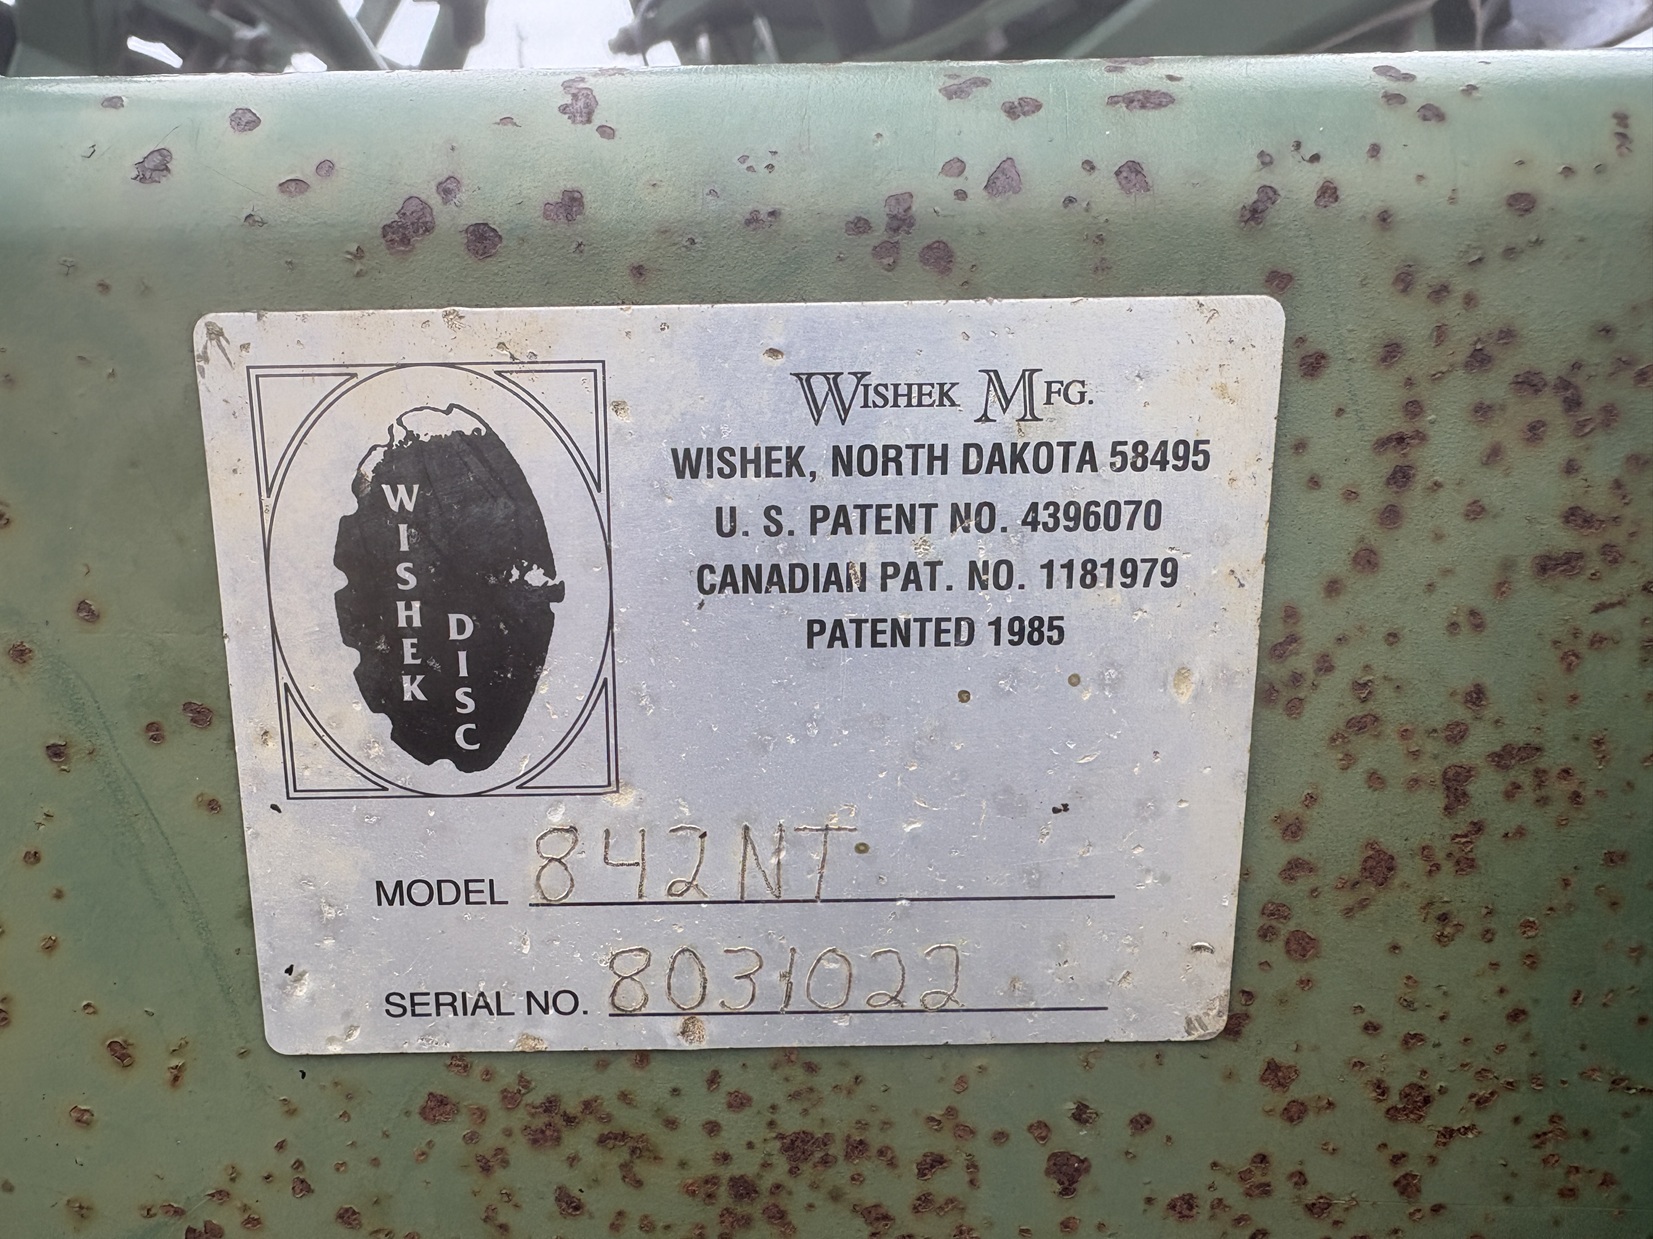 WISHEK
DISC
WISHEK MFG.
WISHEK, NORTH DAKOTA 58495
U. S. PATENT NO. 4396070
CANADIAN PAT. NO. 1181979
PATENTED 1985
MODEL 842NT
SERIAL NO. 8031022